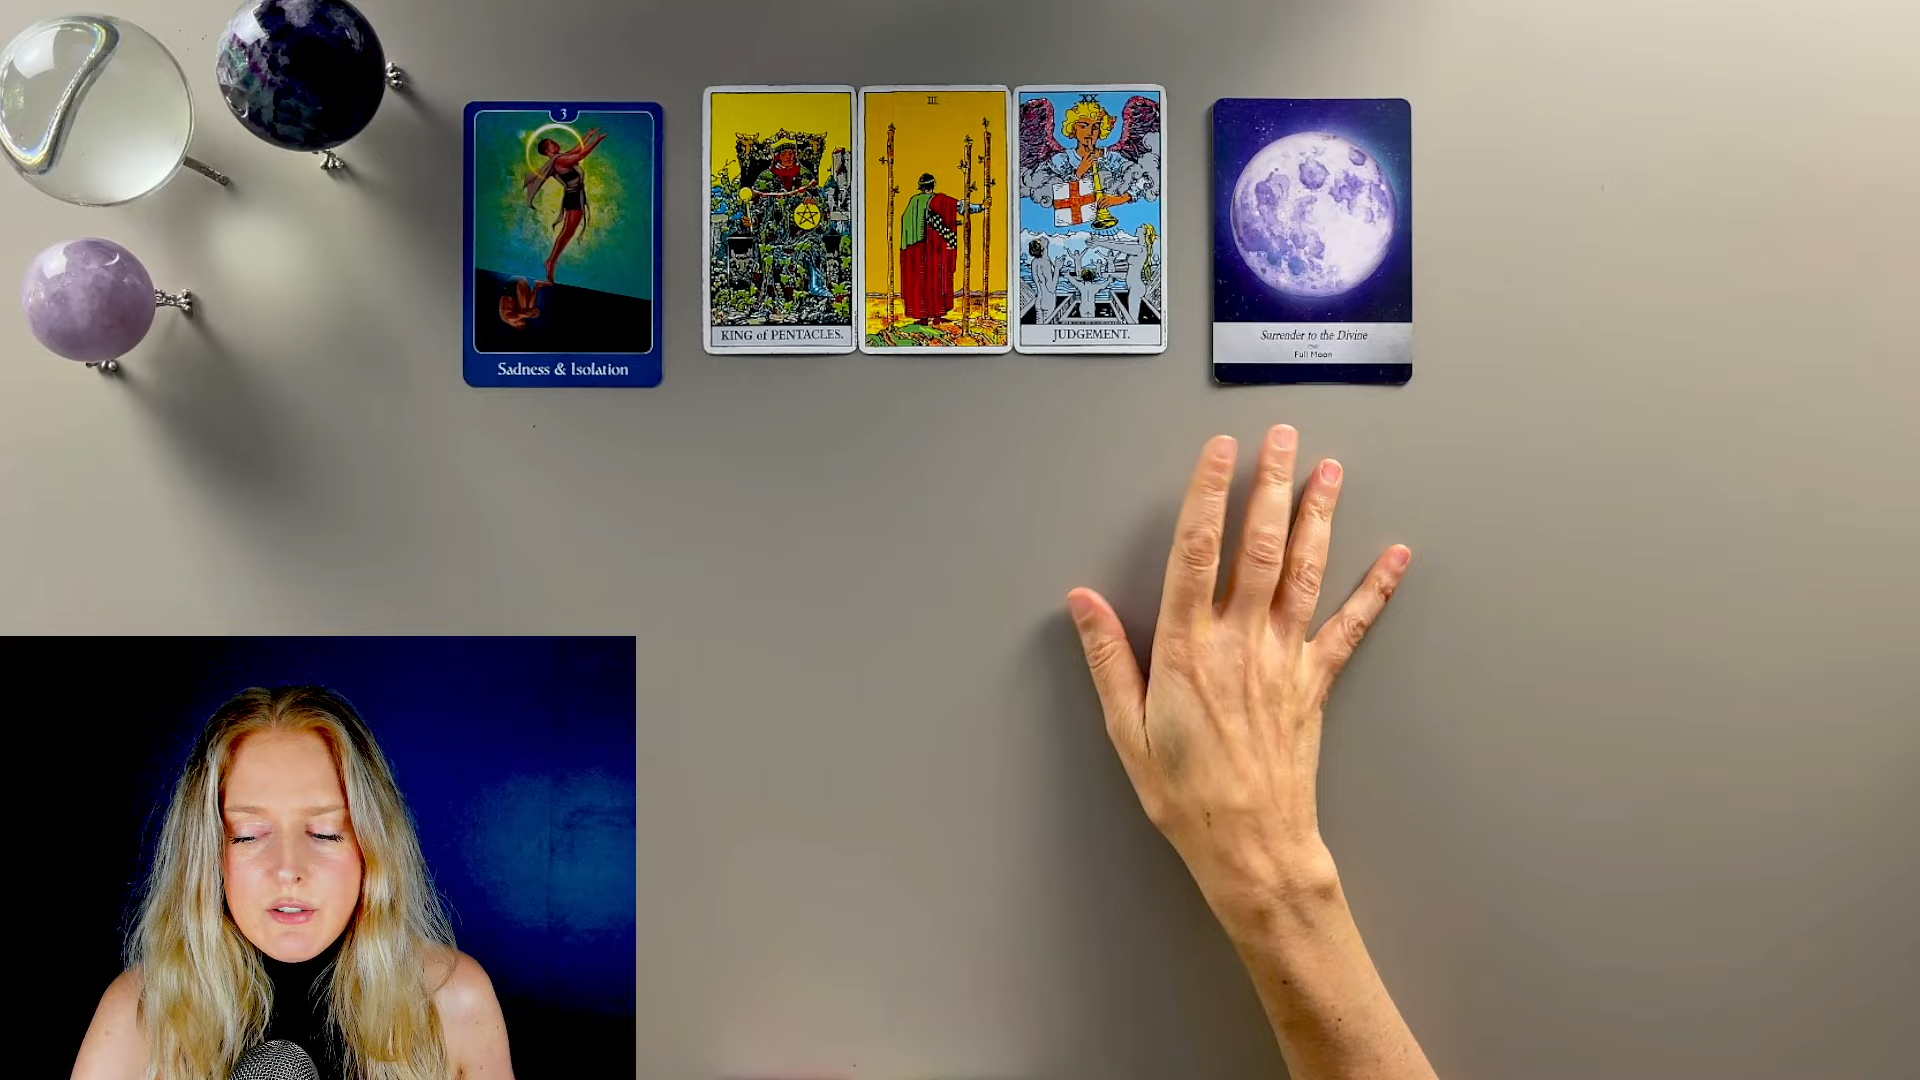 3
Sadness & Isolation
KING of PENTACLES.
III
XX
JUDGEMENT.
Surrender to the Divine
Full Moon